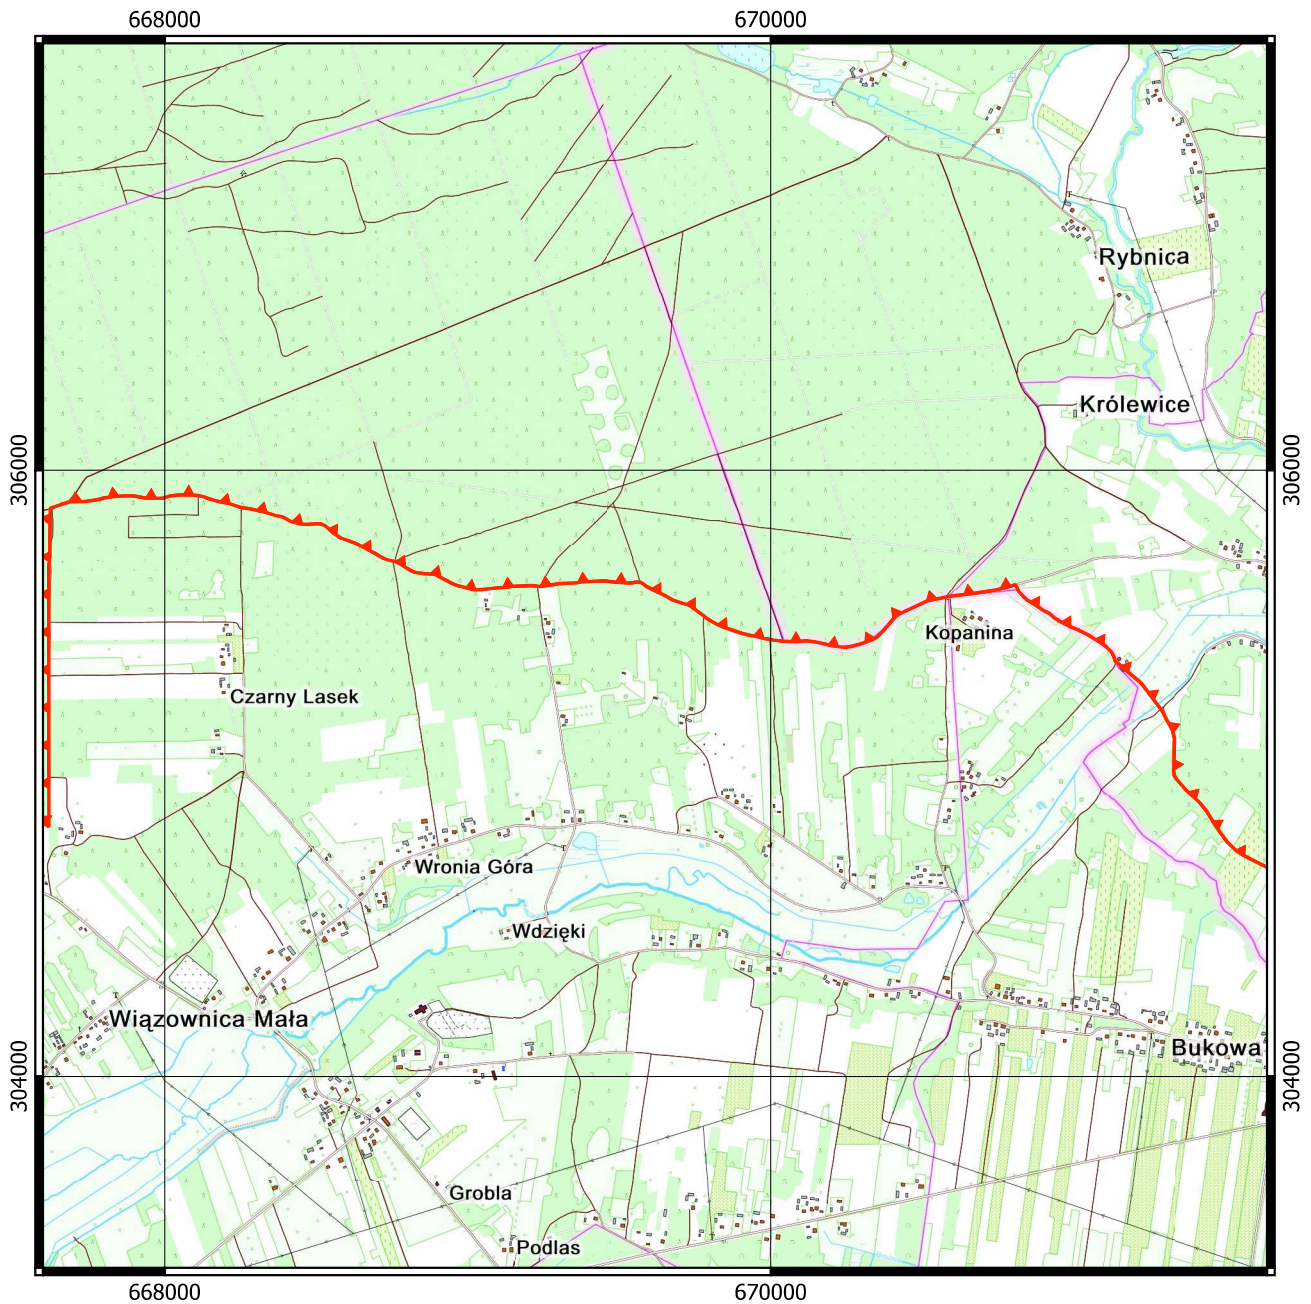 668000
670000
Rybnica
Królewice
306000
306000
Kopanina
Czarny Lasek
Wronia Góra
Wdzięki
Wiązownica Mała
Bukowa
304000
304000
Grobla
Podlas
668000
670000